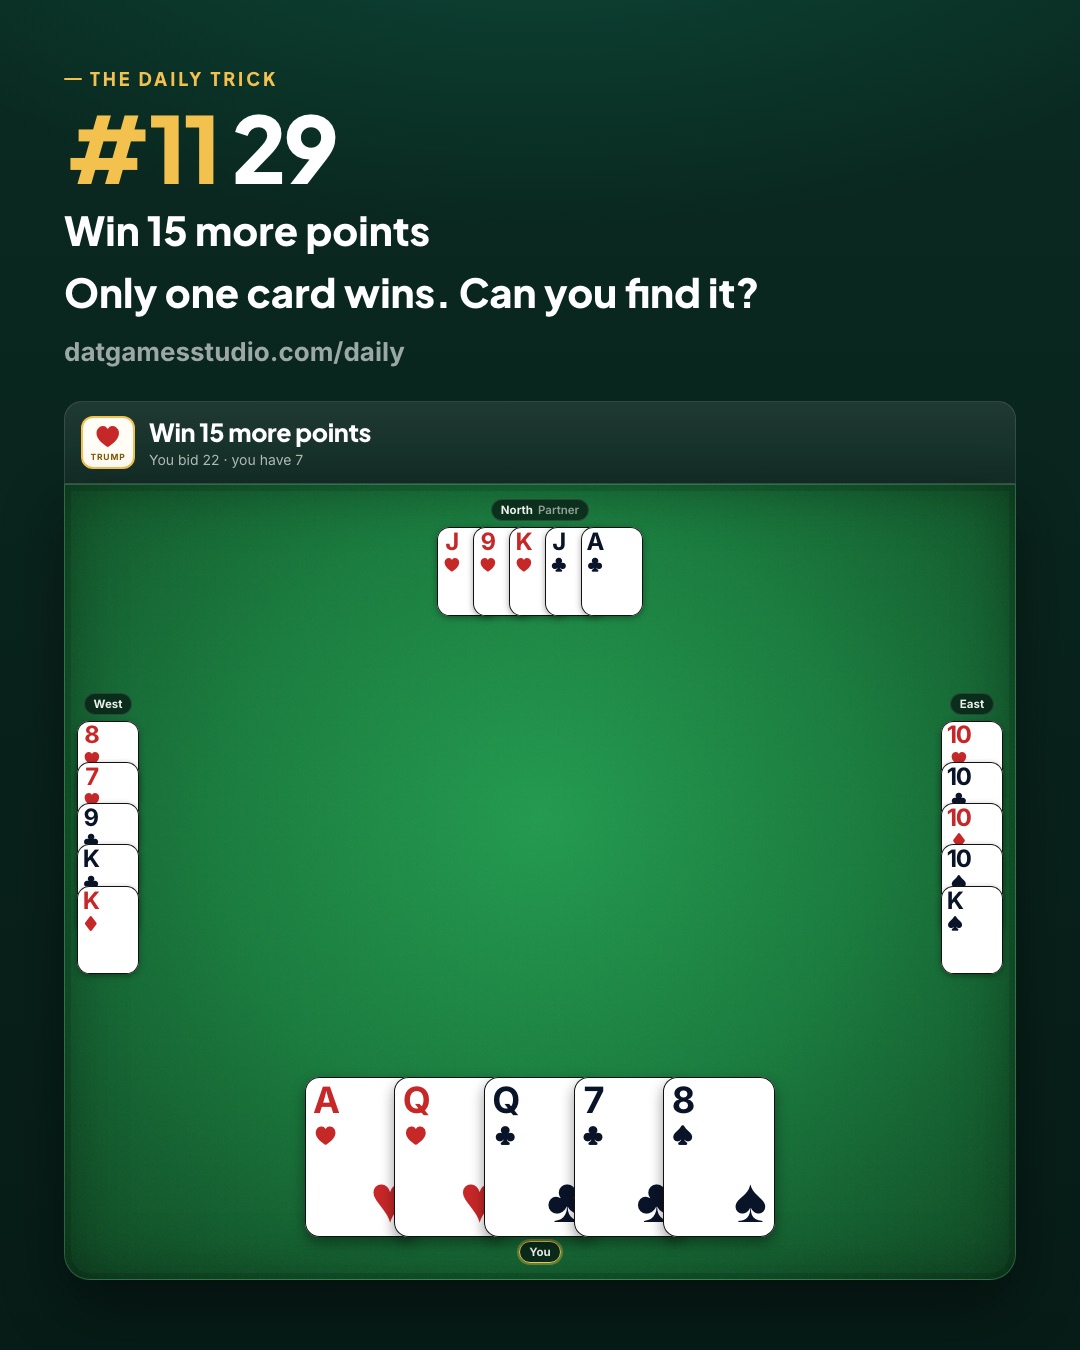 — THE DAILY TRICK
#11 29
Win 15 more points
Only one card wins. Can you find it?
datgamesstudio.com/daily
TRUMP
Win 15 more points
You bid 22 · you have 7
North Partner
J 9 K J A
West
8
7
9
K
K
East
10
10
10
10
K
A Q Q 7 8
You